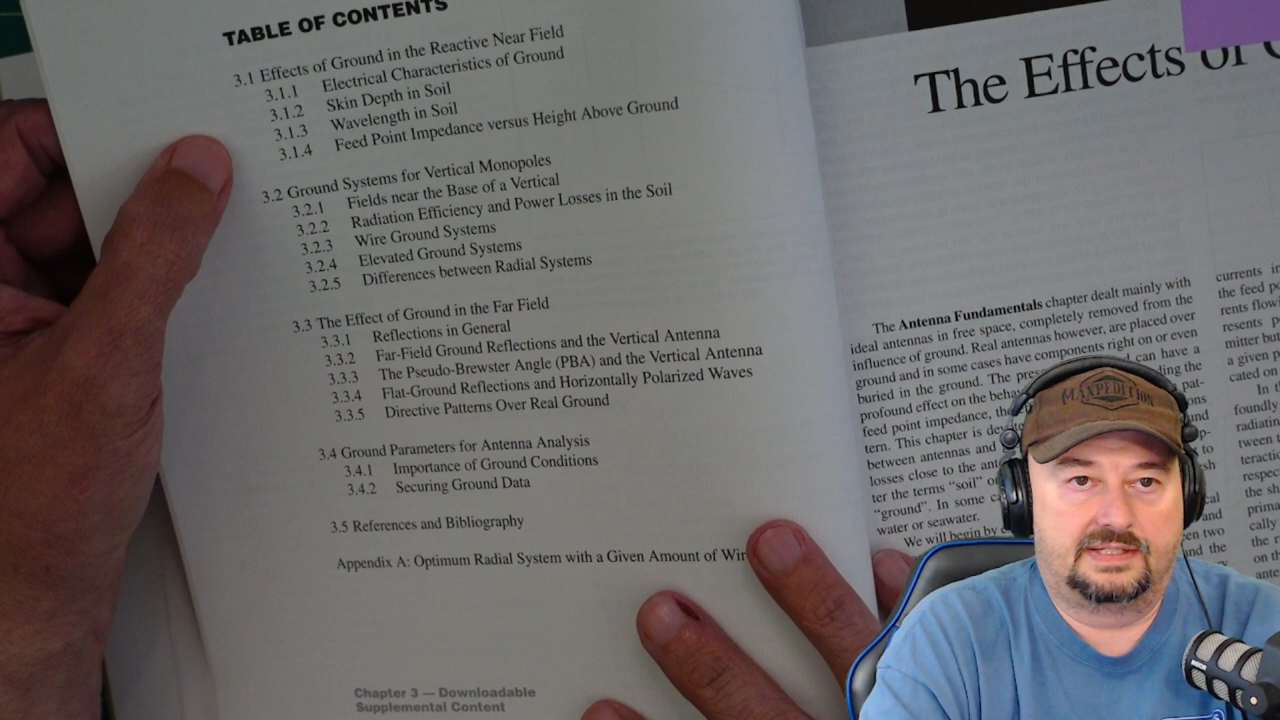 TABLE OF CONTENTS
3.1 Effects of Ground in the Reactive Near Field
3.1.1 Electrical Characteristics of Ground
3.1.2 Skin Depth in Soil
3.1.3 Wavelength in Soil
3.1.4 Feed Point Impedance versus Height Above Ground
3.2 Ground Systems for Vertical Monopoles
3.2.1 Fields near the Base of a Vertical
3.2.2 Radiation Efficiency and Power Losses in the Soil
3.2.3 Wire Ground Systems
3.2.4 Elevated Ground Systems
3.2.5 Differences between Radial Systems
3.3 The Effect of Ground in the Far Field
3.3.1 Reflections in General
3.3.2 Far-Field Ground Reflections and the Vertical Antenna
3.3.3 The Pseudo-Brewster Angle (PBA) and the Vertical Antenna
3.3.4 Flat-Ground Reflections and Horizontally Polarized Waves
3.3.5 Directive Patterns Over Real Ground
3.4 Ground Parameters for Antenna Analysis
3.4.1 Importance of Ground Conditions
3.4.2 Securing Ground Data
3.5 References and Bibliography
Appendix A: Optimum Radial System with a Given Amount of
Chapter 3 — Downloadable
Supplemental Content
The Effects of
The Antenna Fundamentals chapter dealt mainly with
ideal antennas in free space, completely removed from the
influence of ground. Real antennas however, are placed over
ground and in some cases have components right on or even
buried in the ground. The
can have a
profound effect on the
feed point impedance,
tern. This chapter is
between antennas and
losses close to the
ter the terms "soil"
"ground". In some
water or seawater.
We will begin by
currents
the feed
rents
a given
cated on
In
MAXPEDITION